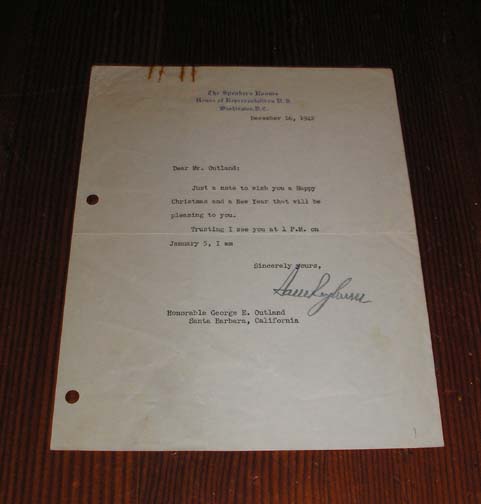 The Speaker's Rooms
House of Representatives U. S.
Washington, D. C.
December 16, 1942
Dear Mr. Outland:
Just a note to wish you a Happy
Christmas and a New Year that will be
pleasing to you.
Trusting I see you at 1 P.M. on
January 5, I am
Sincerely yours,
Sam Rayburn
Honorable George E. Outland
Santa Barbara, California